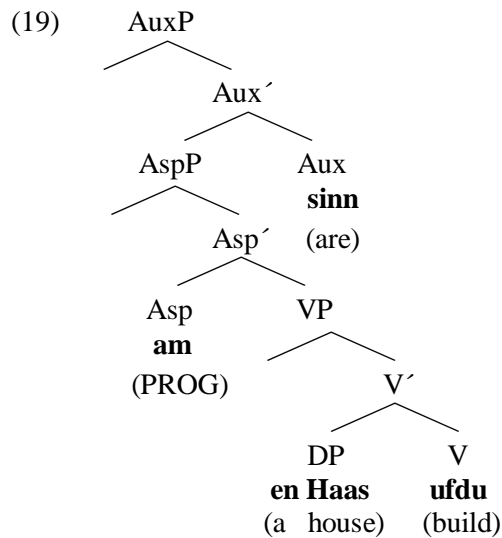 (19) AuxP
Aux´
AspP Aux
sinn
Asp´ (are)
Asp VP
am
(PROG) V´
DP V
en Haas ufdu
(a house) (build)